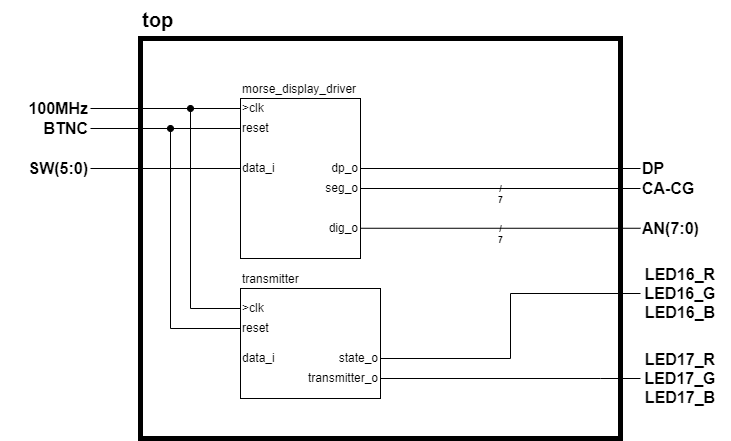 top
morse_display_driver
100MHz
>clk
BTNC
reset
SW(5:0)
data_i
dp_o
DP
seg_o
/
7
CA-CG
dig_o
/
7
AN(7:0)
transmitter
LED16_R
LED16_G
LED16_B
>clk
reset
data_i
state_o
transmitter_o
LED17_R
LED17_G
LED17_B